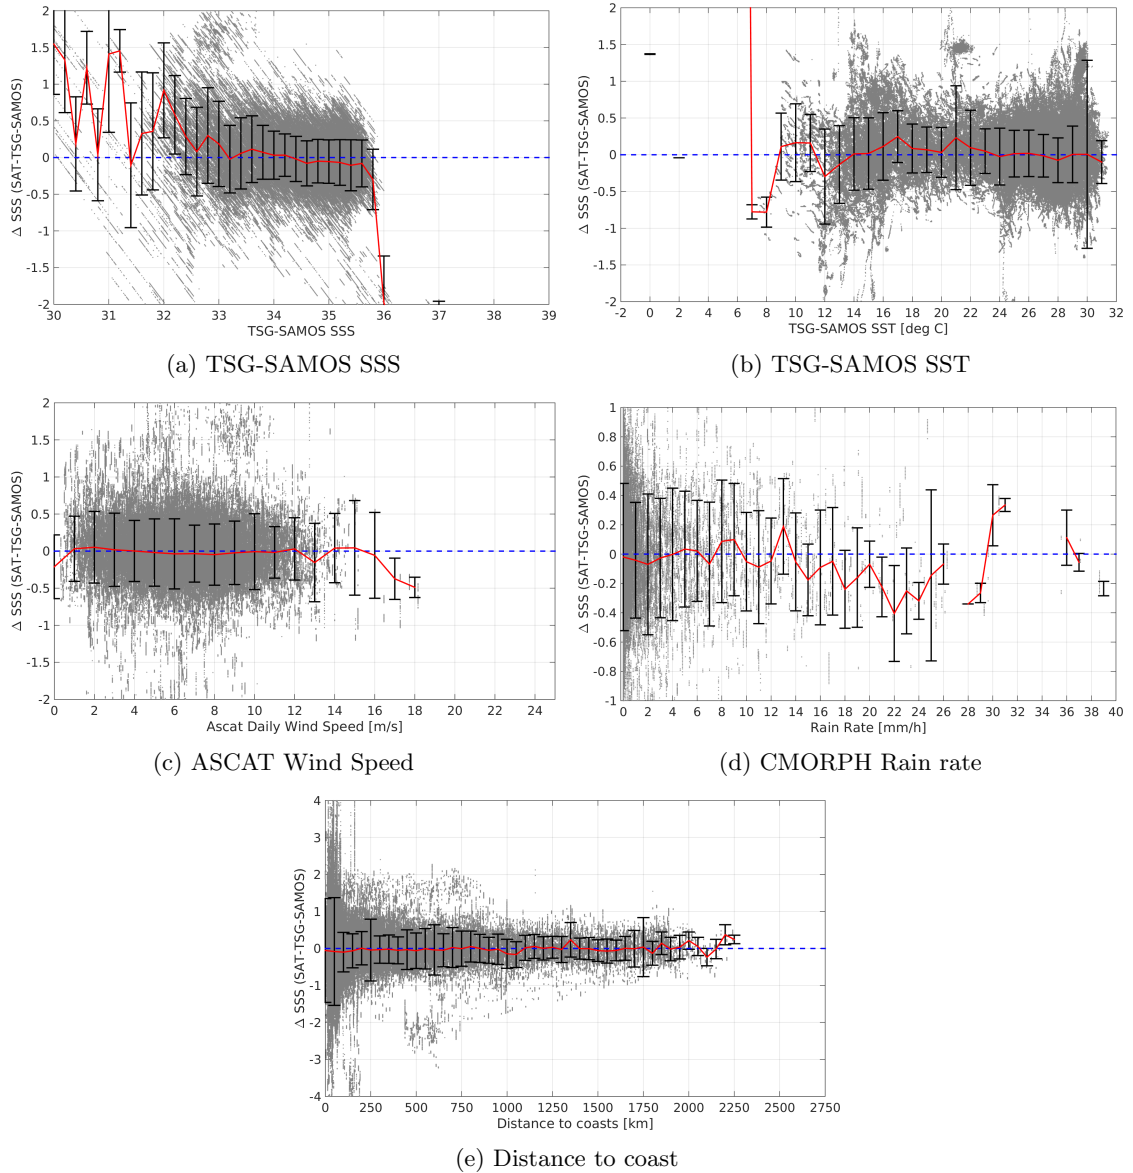 2
1.5
1
0.5
0
-0.5
-1
-1.5
-2
Δ SSS (SAT-TSG-SAMOS)
30 31 32 33 34 35 36 37 38 39
TSG-SAMOS SSS
(a) TSG-SAMOS SSS
2
1.5
1
0.5
0
-0.5
-1
-1.5
-2
Δ SSS (SAT-TSG-SAMOS)
-2 0 2 4 6 8 10 12 14 16 18 20 22 24 26 28 30 32
TSG-SAMOS SST [deg C]
(b) TSG-SAMOS SST
2
1.5
1
0.5
0
-0.5
-1
-1.5
-2
Δ SSS (SAT-TSG-SAMOS)
0 2 4 6 8 10 12 14 16 18 20 22 24
Ascat Daily Wind Speed [m/s]
(c) ASCAT Wind Speed
1
0.8
0.6
0.4
0.2
0
-0.2
-0.4
-0.6
-0.8
-1
Δ SSS (SAT-TSG-SAMOS)
0 2 4 6 8 10 12 14 16 18 20 22 24 26 28 30 32 34 36 38 40
Rain Rate [mm/h]
(d) CMORPH Rain rate
4
3
2
1
0
-1
-2
-3
-4
Δ SSS (SAT-TSG-SAMOS)
0 250 500 750 1000 1250 1500 1750 2000 2250 2500 2750
Distance to coasts [km]
(e) Distance to coast